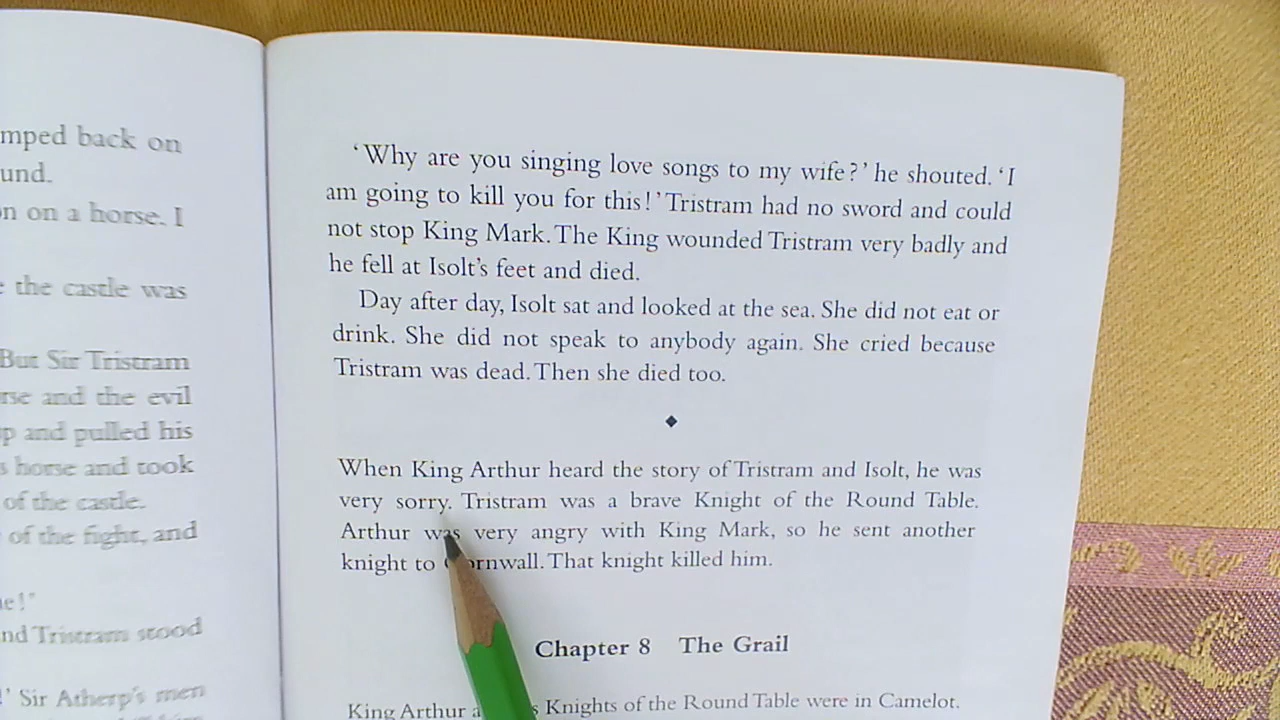 mped back on
und.
n on a horse. I
the castle was
But Sir Tristram
rse and the evil
p and pulled his
s horse and took
of the castle.
of the fight, and
e!'
nd Tristram stood
!' Sir Atherp's men
'Why are you singing love songs to my wife?' he shouted. 'I
am going to kill you for this!' Tristram had no sword and could
not stop King Mark. The King wounded Tristram very badly and
he fell at Isolt's feet and died.
Day after day, Isolt sat and looked at the sea. She did not eat or
drink. She did not speak to anybody again. She cried because
Tristram was dead. Then she died too.
When King Arthur heard the story of Tristram and Isolt, he was
very sorry. Tristram was a brave Knight of the Round Table.
Arthur was very angry with King Mark, so he sent another
knight to Cornwall. That knight killed him.
Chapter 8 The Grail
King Arthur a s Knights of the Round Table were in Camelot.